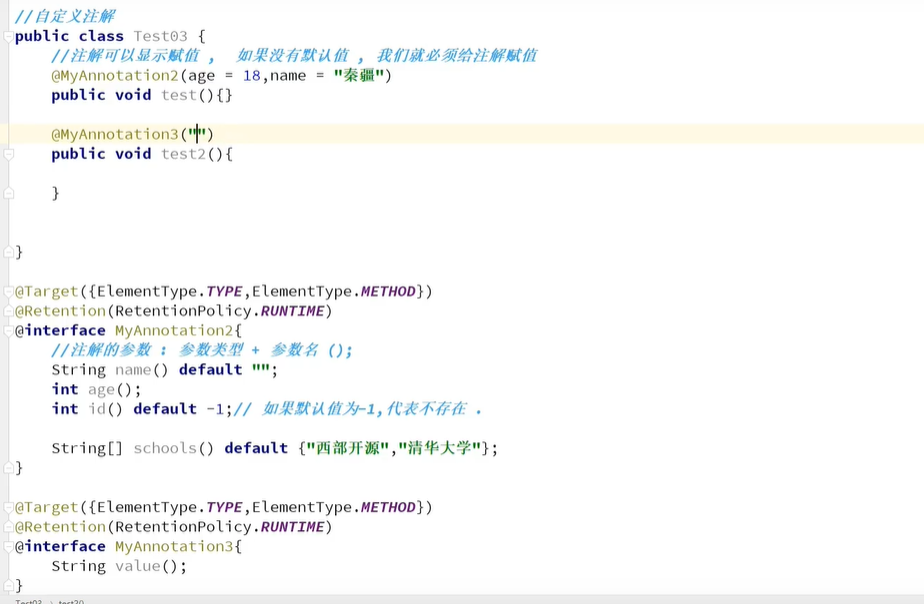 //自定义注解
public class Test03 {
//注解可以显示赋值 ， 如果没有默认值 ，我们就必须给注解赋值
@MyAnnotation2(age = 18,name = "秦疆")
public void test(){}
@MyAnnotation3("")
public void test2(){
}
}
@Target({ElementType.TYPE,ElementType.METHOD})
@Retention(RetentionPolicy.RUNTIME)
@interface MyAnnotation2{
//注解的参数 ： 参数类型 + 参数名 ();
String name() default "";
int age();
int id() default -1;// 如果默认值为-1,代表不存在 .
String[] schools() default {"西部开源","清华大学"};
}
@Target({ElementType.TYPE,ElementType.METHOD})
@Retention(RetentionPolicy.RUNTIME)
@interface MyAnnotation3{
String value();
}